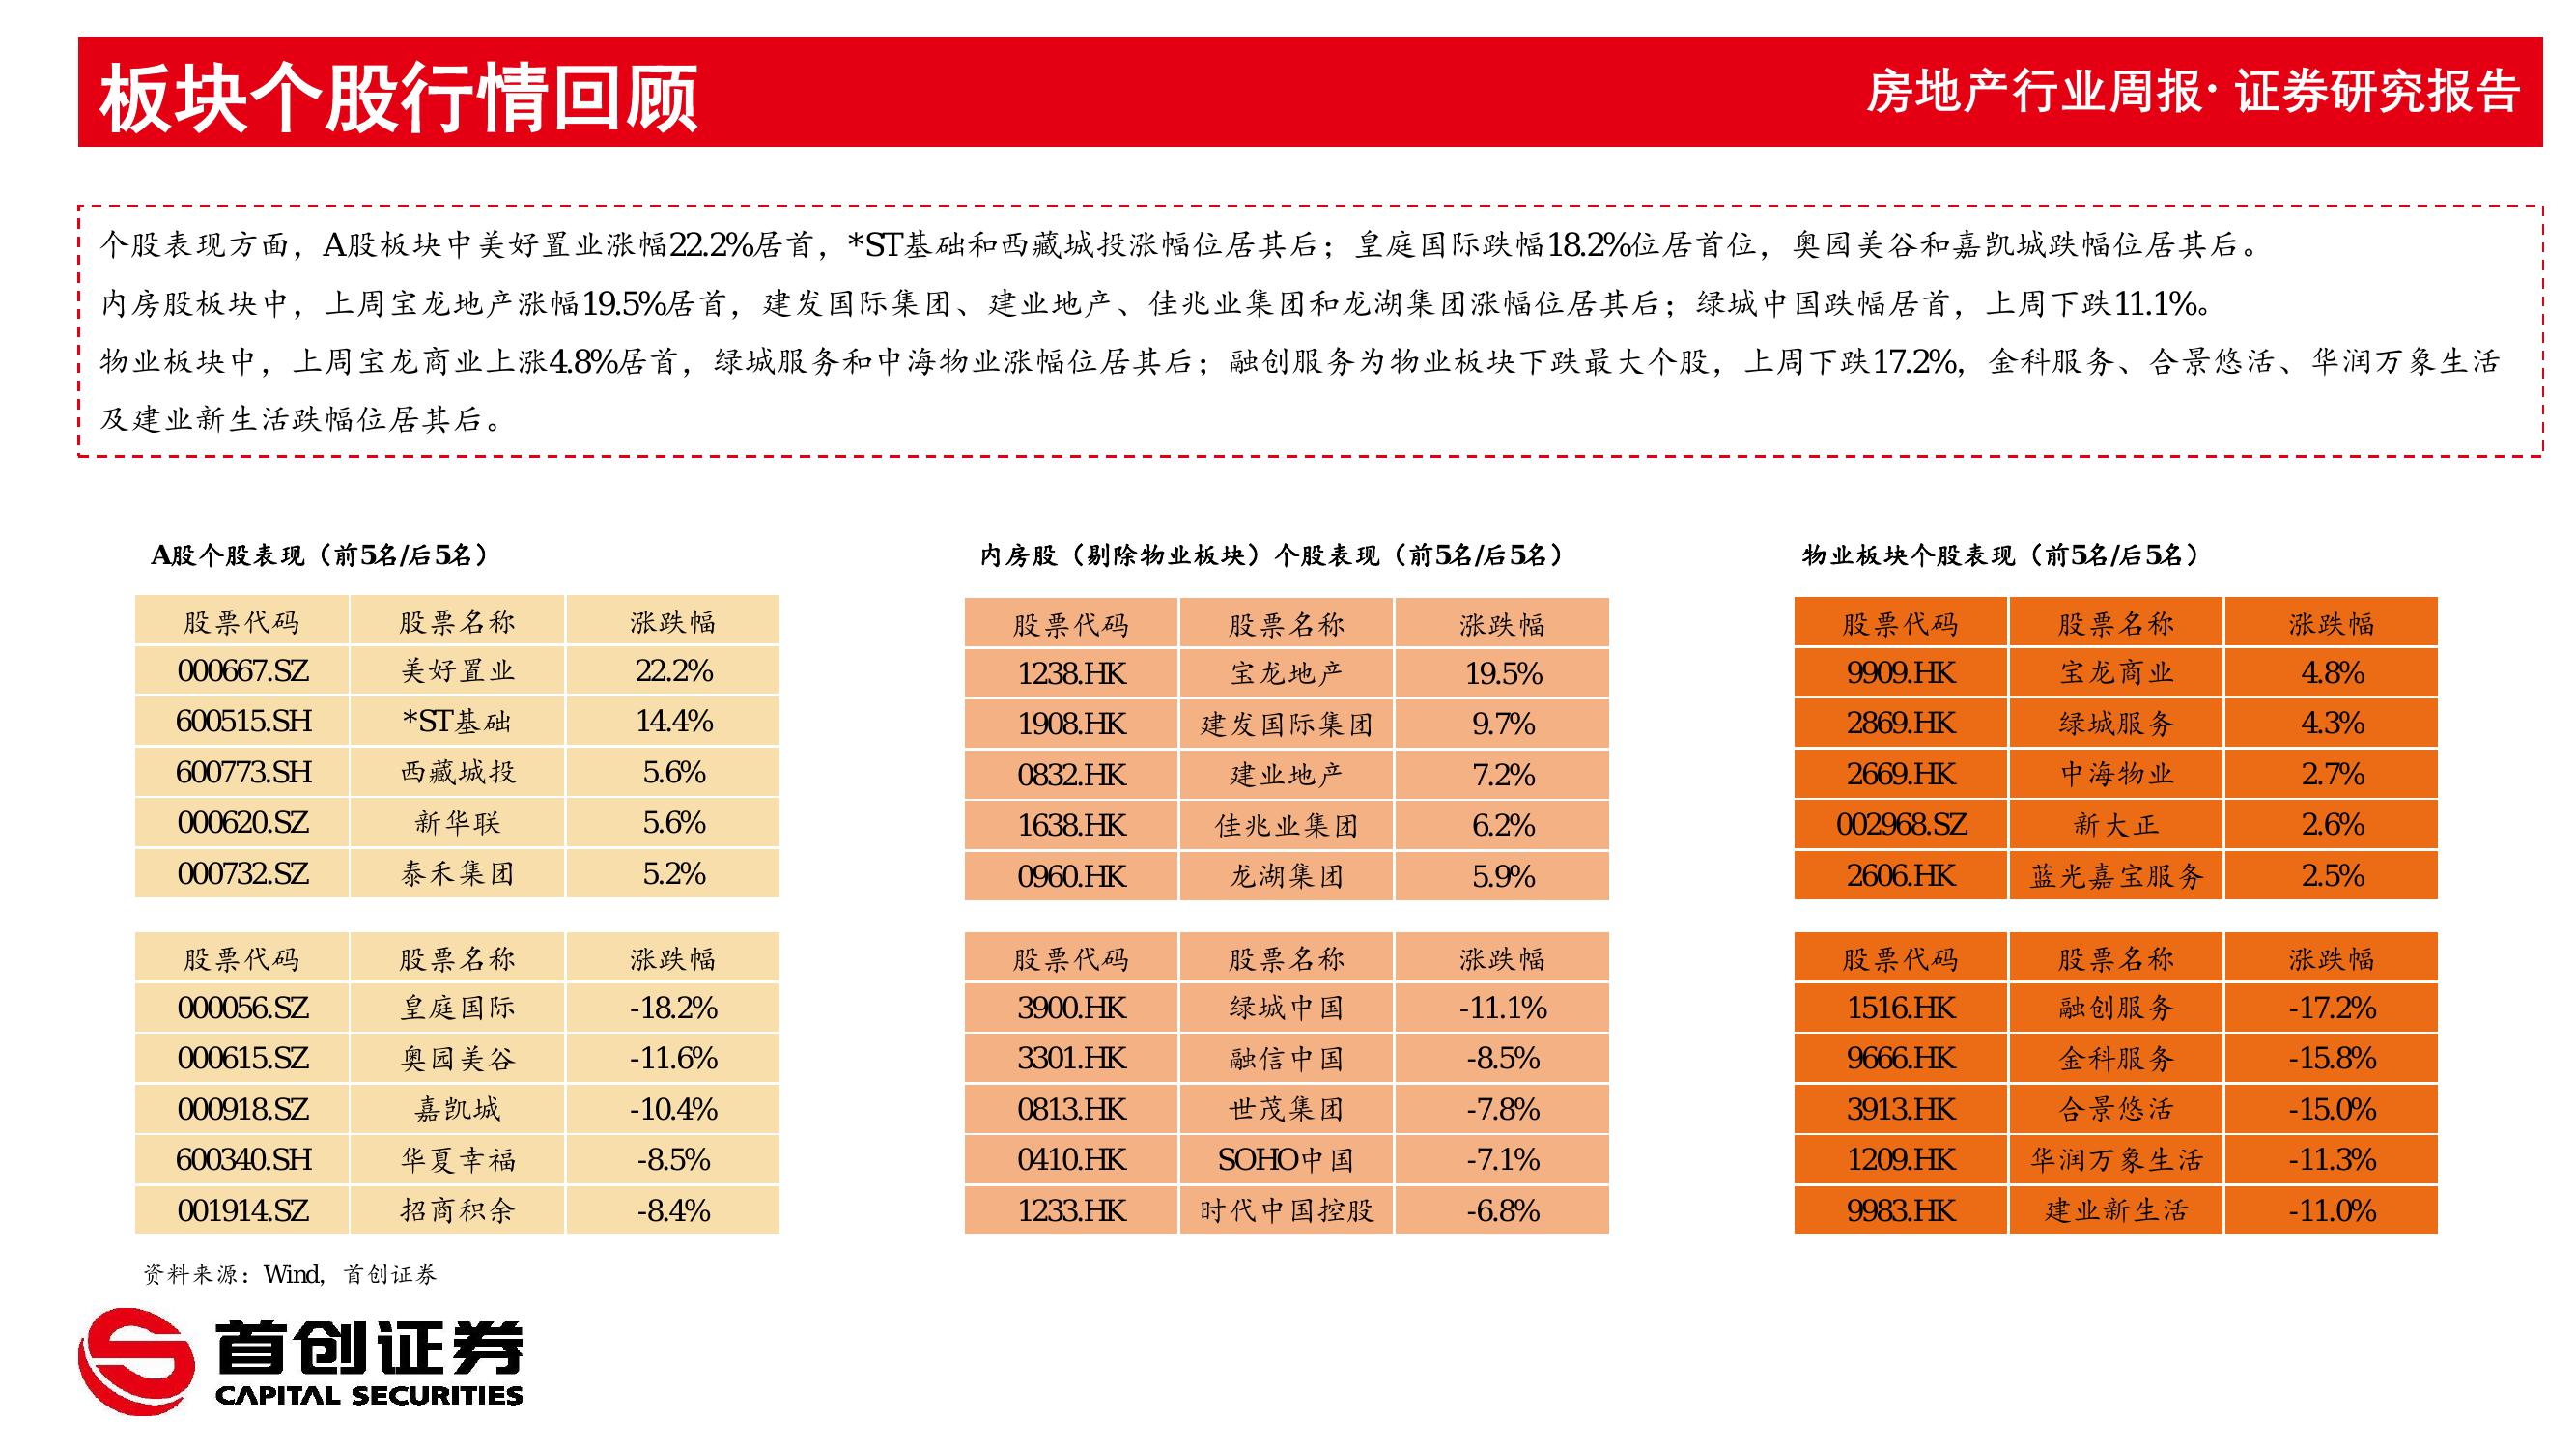 板块个股行情回顾
房地产行业周报· 证券研究报告
个股表现方面，A股板块中美好置业涨幅22.2%居首，*ST基础和西藏城投涨幅位居其后；皇庭国际跌幅18.2%位居首位，奥园美谷和嘉凯城跌幅位居其后。
内房股板块中，上周宝龙地产涨幅19.5%居首，建发国际集团、建业地产、佳兆业集团和龙湖集团涨幅位居其后；绿城中国跌幅居首，上周下跌11.1%。
物业板块中，上周宝龙商业上涨4.8%居首，绿城服务和中海物业涨幅位居其后；融创服务为物业板块下跌最大个股，上周下跌17.2%，金科服务、合景悠活、华润万象生活
及建业新生活跌幅位居其后。
A股个股表现（前5名/后5名）
股票代码 股票名称 涨跌幅
000667.SZ 美好置业 22.2%
600515.SH *ST基础 14.4%
600773.SH 西藏城投 5.6%
000620.SZ 新华联 5.6%
000732.SZ 泰禾集团 5.2%
股票代码 股票名称 涨跌幅
000056.SZ 皇庭国际 -18.2%
000615.SZ 奥园美谷 -11.6%
000918.SZ 嘉凯城 -10.4%
600340.SH 华夏幸福 -8.5%
001914.SZ 招商积余 -8.4%
内房股（剔除物业板块）个股表现（前5名/后5名）
股票代码 股票名称 涨跌幅
1238.HK 宝龙地产 19.5%
1908.HK 建发国际集团 9.7%
0832.HK 建业地产 7.2%
1638.HK 佳兆业集团 6.2%
0960.HK 龙湖集团 5.9%
股票代码 股票名称 涨跌幅
3900.HK 绿城中国 -11.1%
3301.HK 融信中国 -8.5%
0813.HK 世茂集团 -7.8%
0410.HK SOHO中国 -7.1%
1233.HK 时代中国控股 -6.8%
物业板块个股表现（前5名/后5名）
股票代码 股票名称 涨跌幅
9909.HK 宝龙商业 4.8%
2869.HK 绿城服务 4.3%
2669.HK 中海物业 2.7%
002968.SZ 新大正 2.6%
2606.HK 蓝光嘉宝服务 2.5%
股票代码 股票名称 涨跌幅
1516.HK 融创服务 -17.2%
9666.HK 金科服务 -15.8%
3913.HK 合景悠活 -15.0%
1209.HK 华润万象生活 -11.3%
9983.HK 建业新生活 -11.0%
资料来源：Wind，首创证券
首创证券
CAPITAL SECURITIES